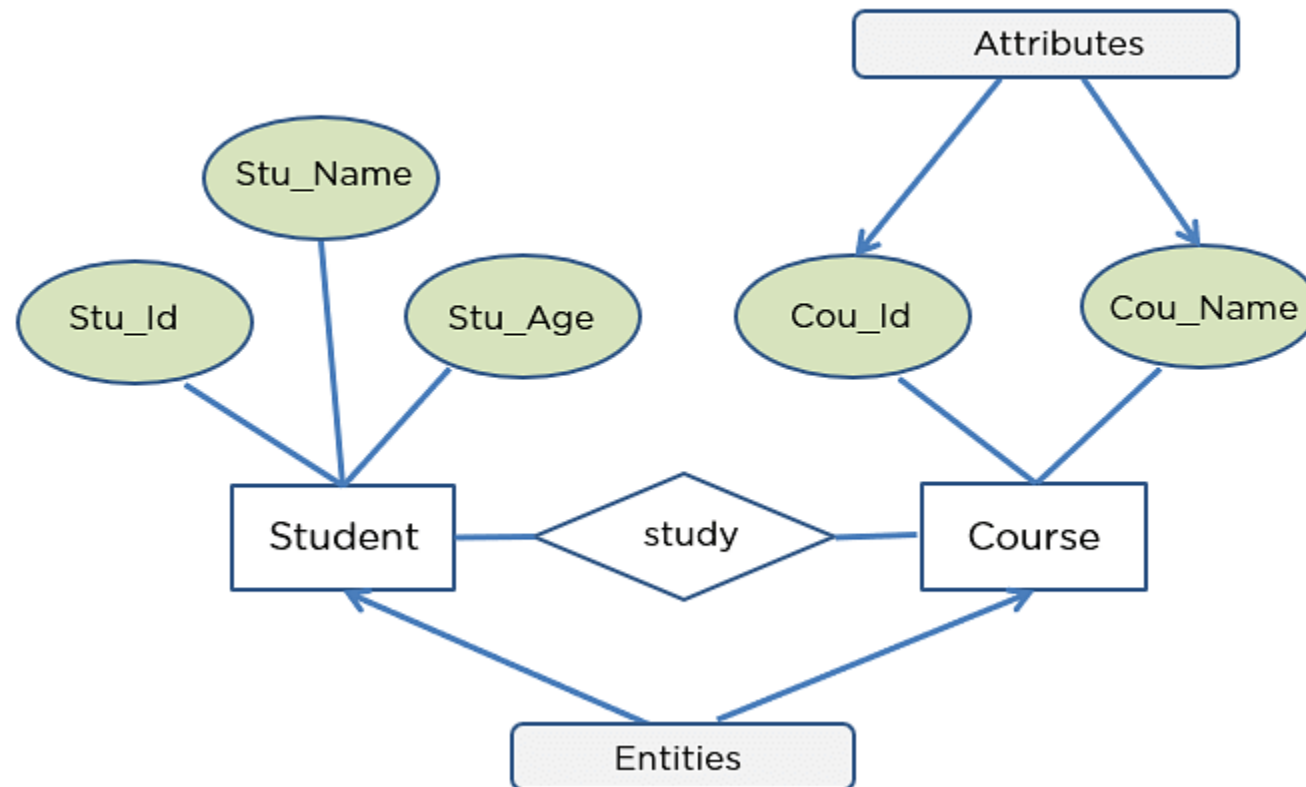 Attributes
Stu_Name
Stu_Id
Stu_Age
Cou_Id
Cou_Name
Student
study
Course
Entities